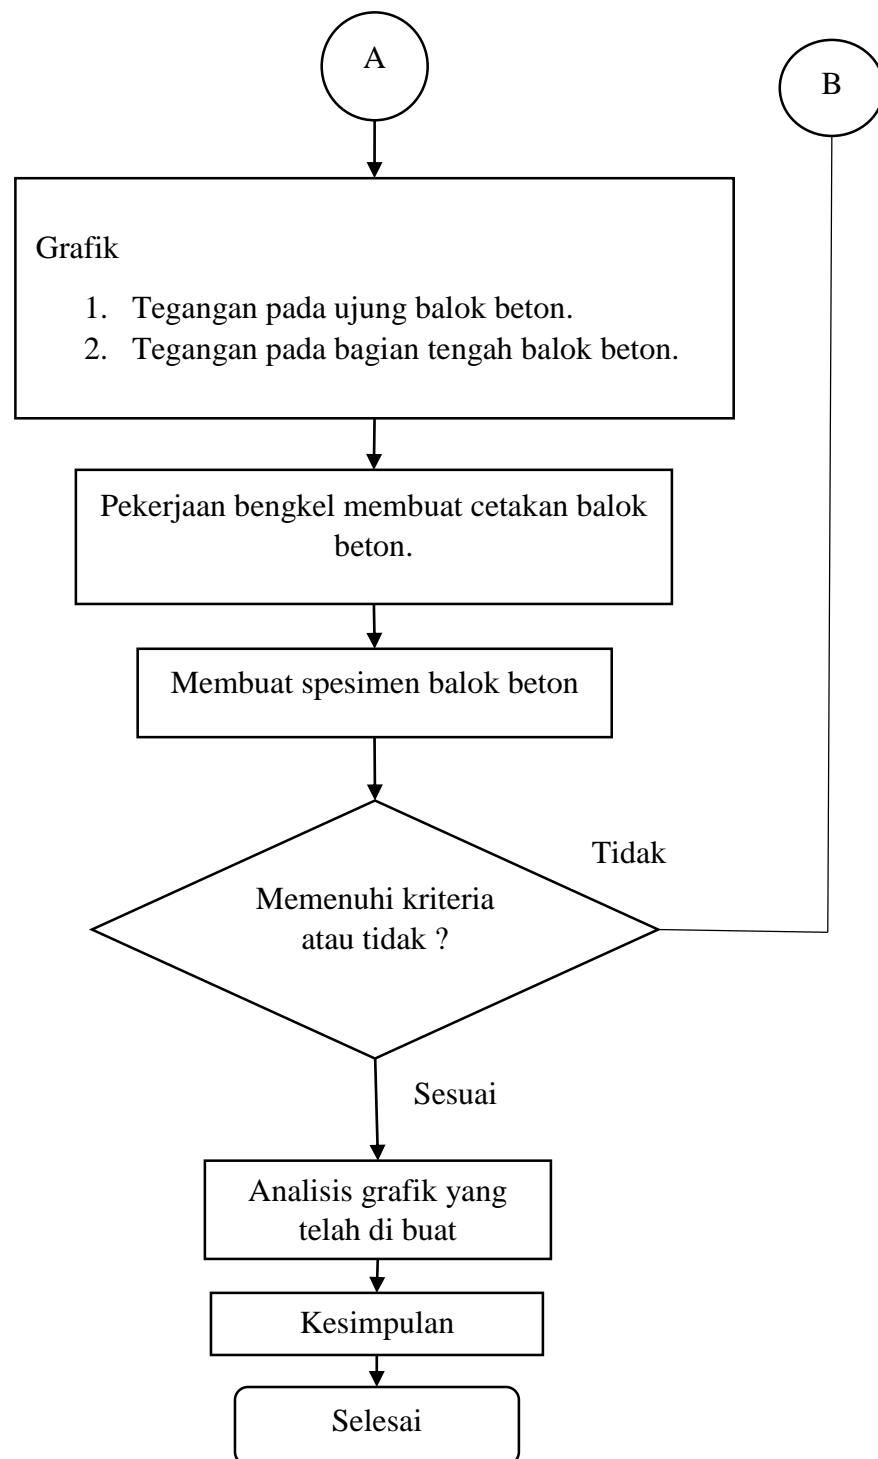 A
B
Grafik
1. Tegangan pada ujung balok beton.
2. Tegangan pada bagian tengah balok beton.
Pekerjaan bengkel membuat cetakan balok
beton.
Membuat spesimen balok beton
Tidak
Memenuhi kriteria
atau tidak ?
Sesuai
Analisis grafik yang
telah di buat
Kesimpulan
Selesai